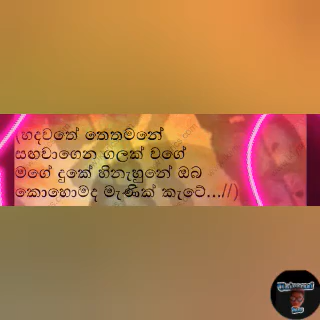 (හදවතේ තෙතමනේ
සඟවාගෙන ගලක් වගේ
මගේ දුකේ හිනැහුනේ ඔබ
කොහොමද මැණික් කැටේ...//)